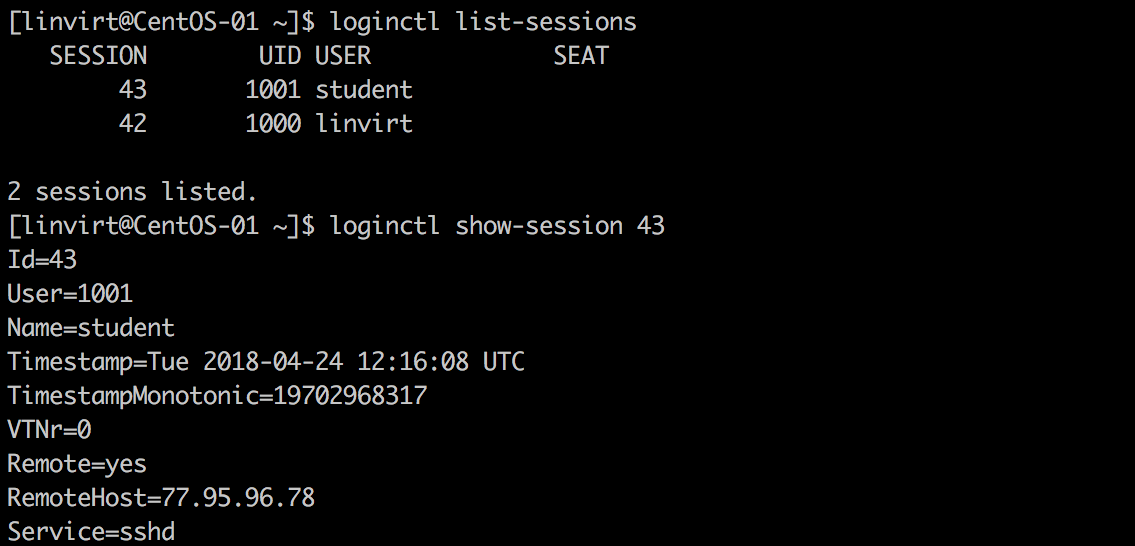 [linvirt@CentOS-01 ~]$ loginctl list-sessions
   SESSION        UID USER             SEAT
        43       1001 student
        42       1000 linvirt

2 sessions listed.
[linvirt@CentOS-01 ~]$ loginctl show-session 43
Id=43
User=1001
Name=student
Timestamp=Tue 2018-04-24 12:16:08 UTC
TimestampMonotonic=19702968317
VTNr=0
Remote=yes
RemoteHost=77.95.96.78
Service=sshd